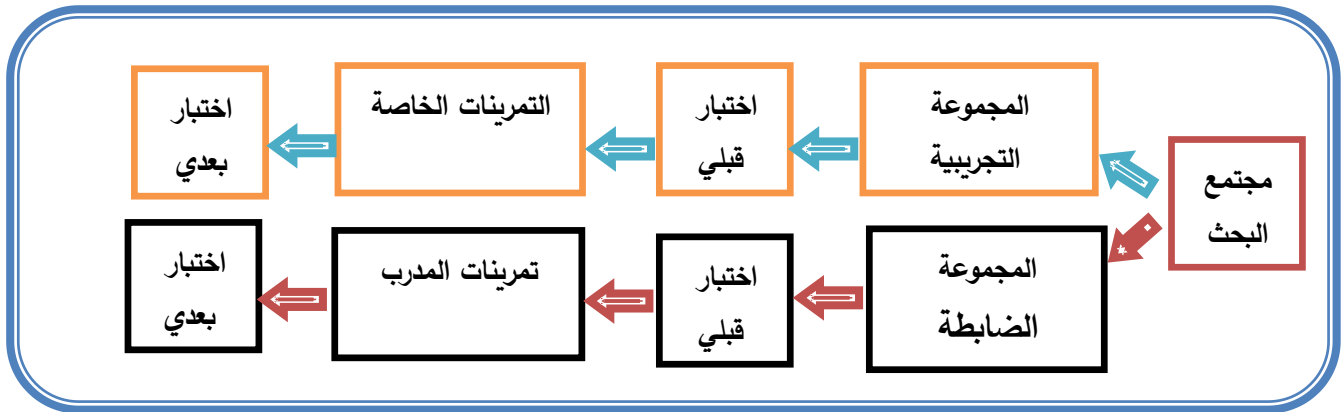 مجتمع
البحث
المجموعة
التجريبية
اختبار
قبلي
التمرينات الخاصة
اختبار
بعدي
المجموعة
الضابطة
اختبار
قبلي
تمرينات المدرب
اختبار
بعدي